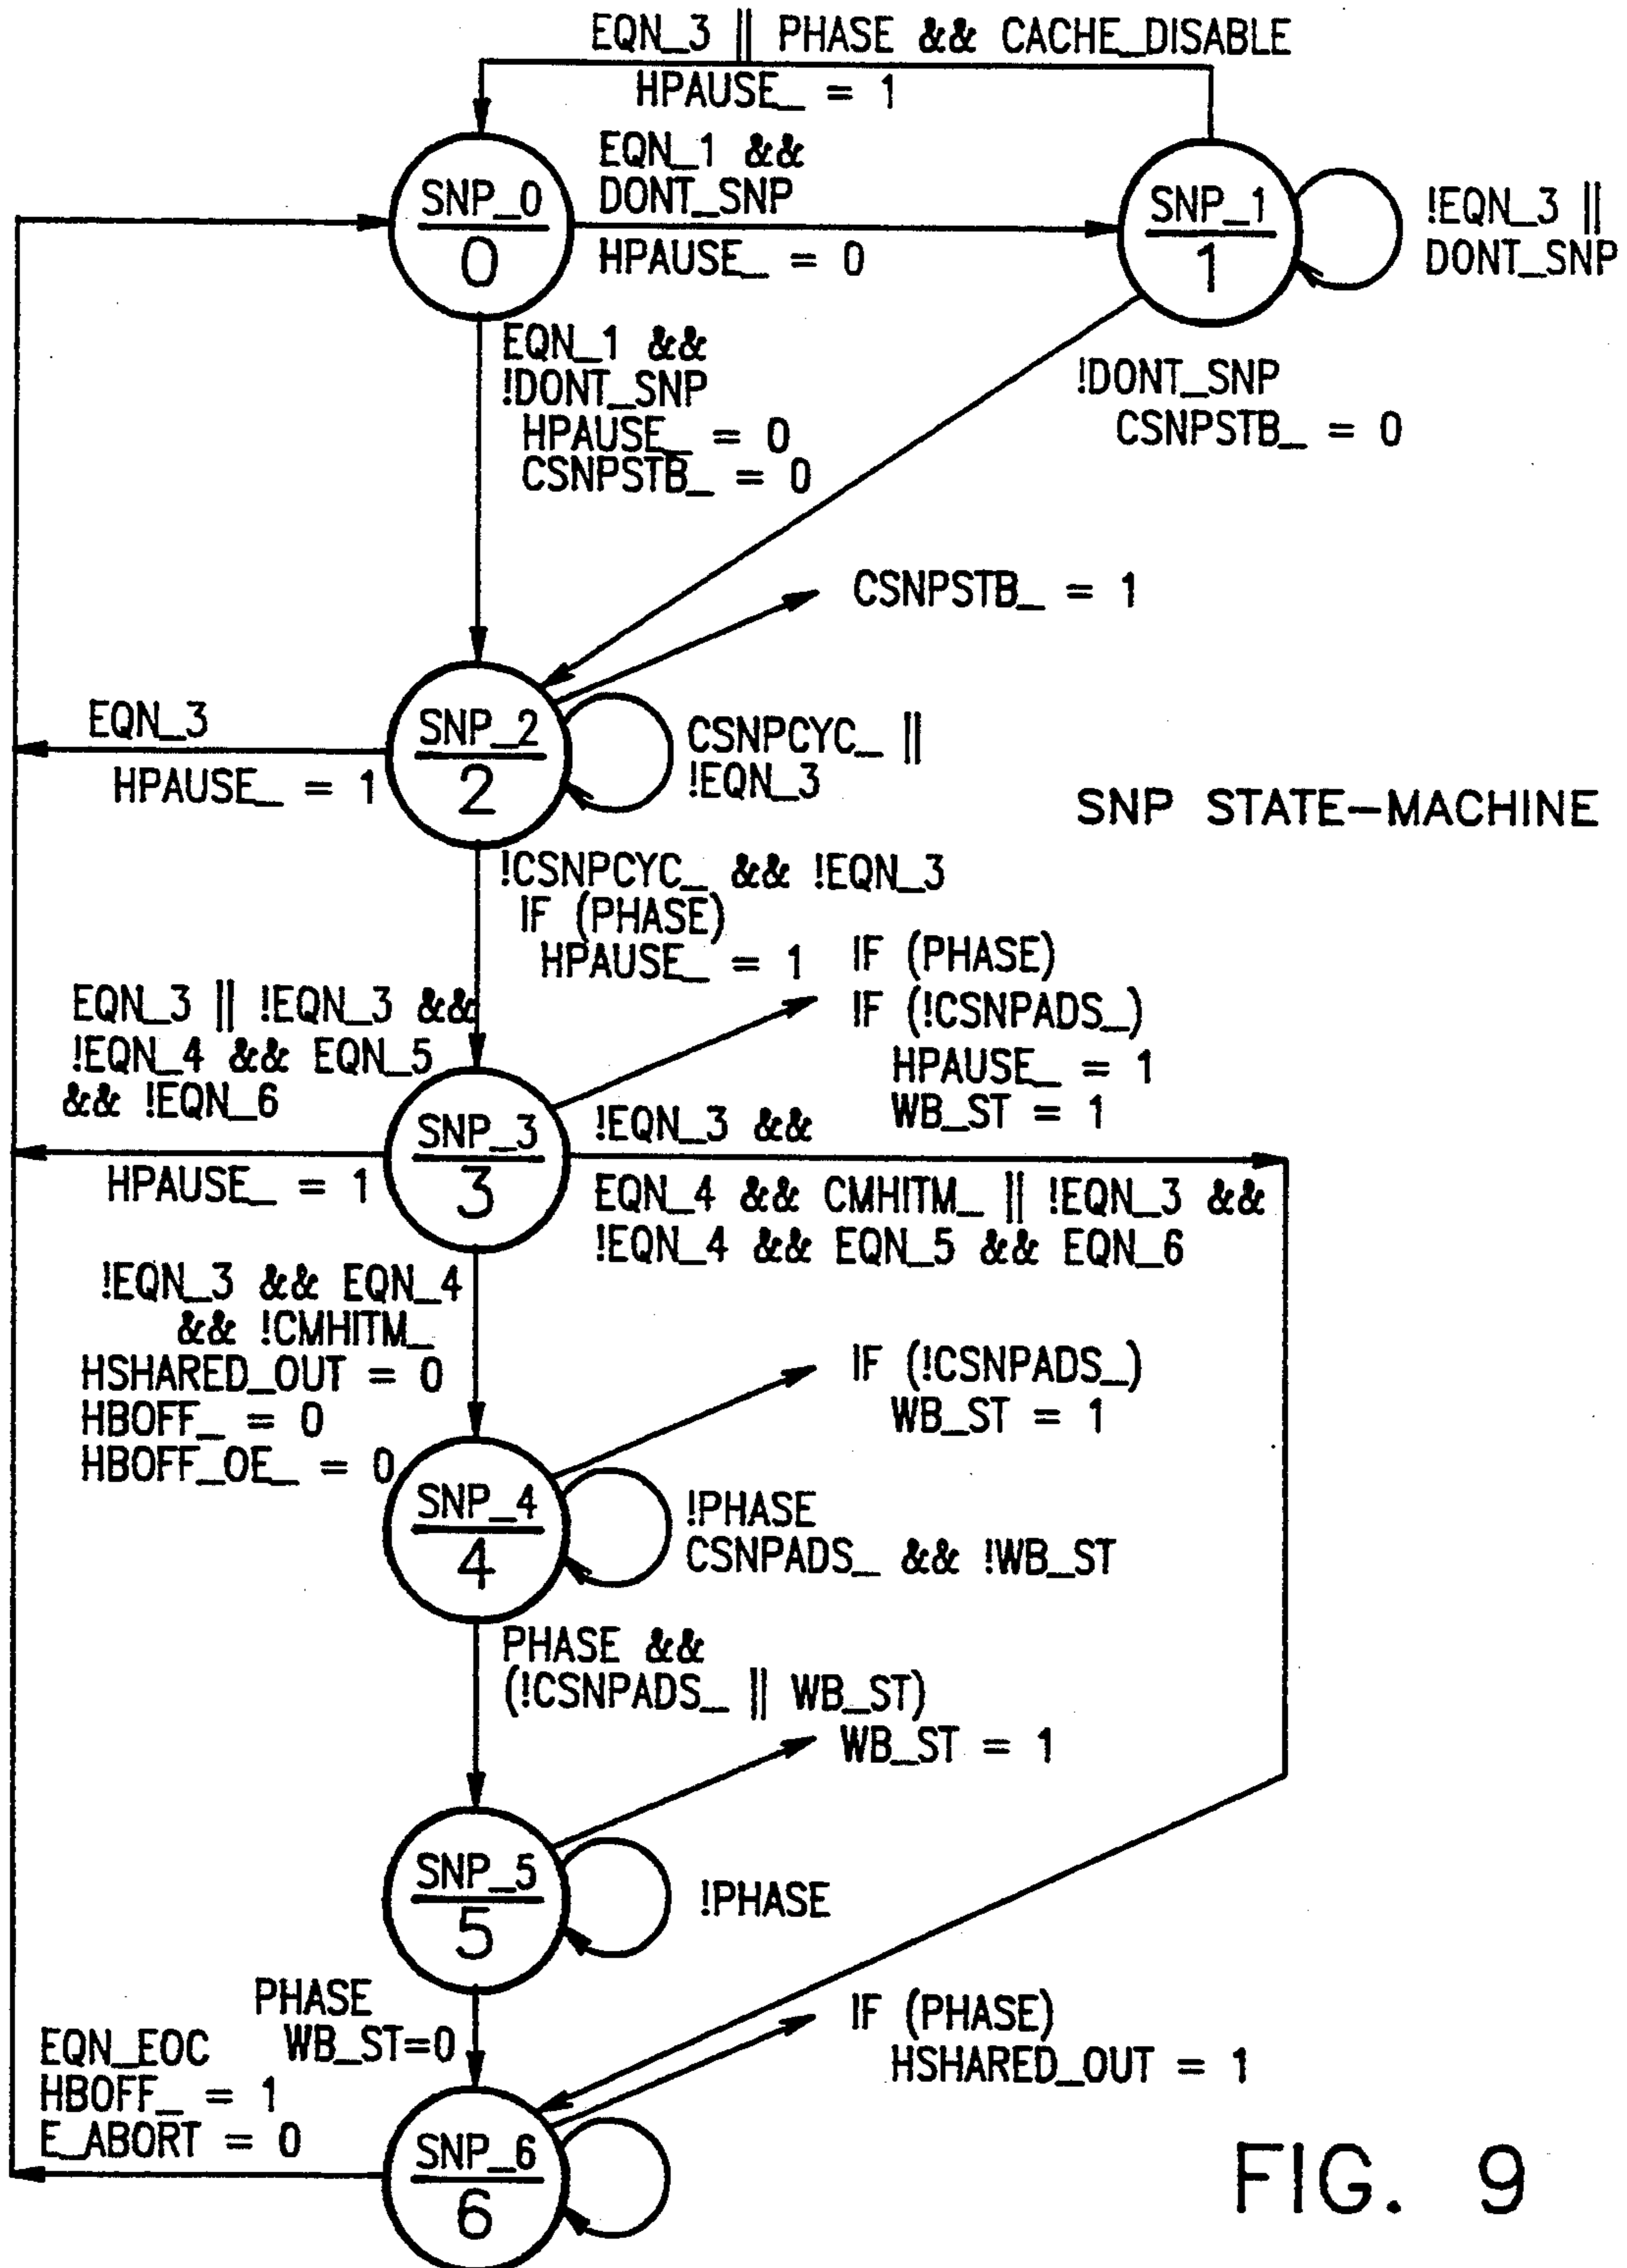 EQN_3 || PHASE && CACHE_DISABLE
HPAUSE_ = 1
SNP_0
0
EQN_1 &&
DONT_SNP
HPAUSE_ = 0
SNP_1
1
!EQN_3 ||
DONT_SNP
EQN_1 &&
!DONT_SNP
HPAUSE_ = 0
CSNPSTB_ = 0
!DONT_SNP
CSNPSTB_ = 0
CSNPSTB_ = 1
EQN_3
HPAUSE_ = 1
SNP_2
2
CSNPCYC_ ||
!EQN_3
SNP STATE-MACHINE
!CSNPCYC_ && !EQN_3
IF (PHASE)
HPAUSE_ = 1
IF (PHASE)
IF (!CSNPADS_)
HPAUSE_ = 1
WB_ST = 1
EQN_3 || !EQN_3 &&
!EQN_4 && EQN_5
&& !EQN_6
HPAUSE_ = 1
SNP_3
3
!EQN_3 &&
EQN_4 && CMHITM_ || !EQN_3 &&
!EQN_4 && EQN_5 && EQN_6
!EQN_3 && EQN_4
&& !CMHITM_
HSHARED_OUT = 0
HBOFF_ = 0
HBOFF_OE_ = 0
IF (!CSNPADS_)
WB_ST = 1
SNP_4
4
!PHASE
CSNPADS_ && !WB_ST
PHASE &&
(!CSNPADS_ || WB_ST)
WB_ST = 1
SNP_5
5
!PHASE
PHASE
WB_ST=0
IF (PHASE)
HSHARED_OUT = 1
EQN_EOC
HBOFF_ = 1
E_ABORT = 0
SNP_6
6
FIG. 9